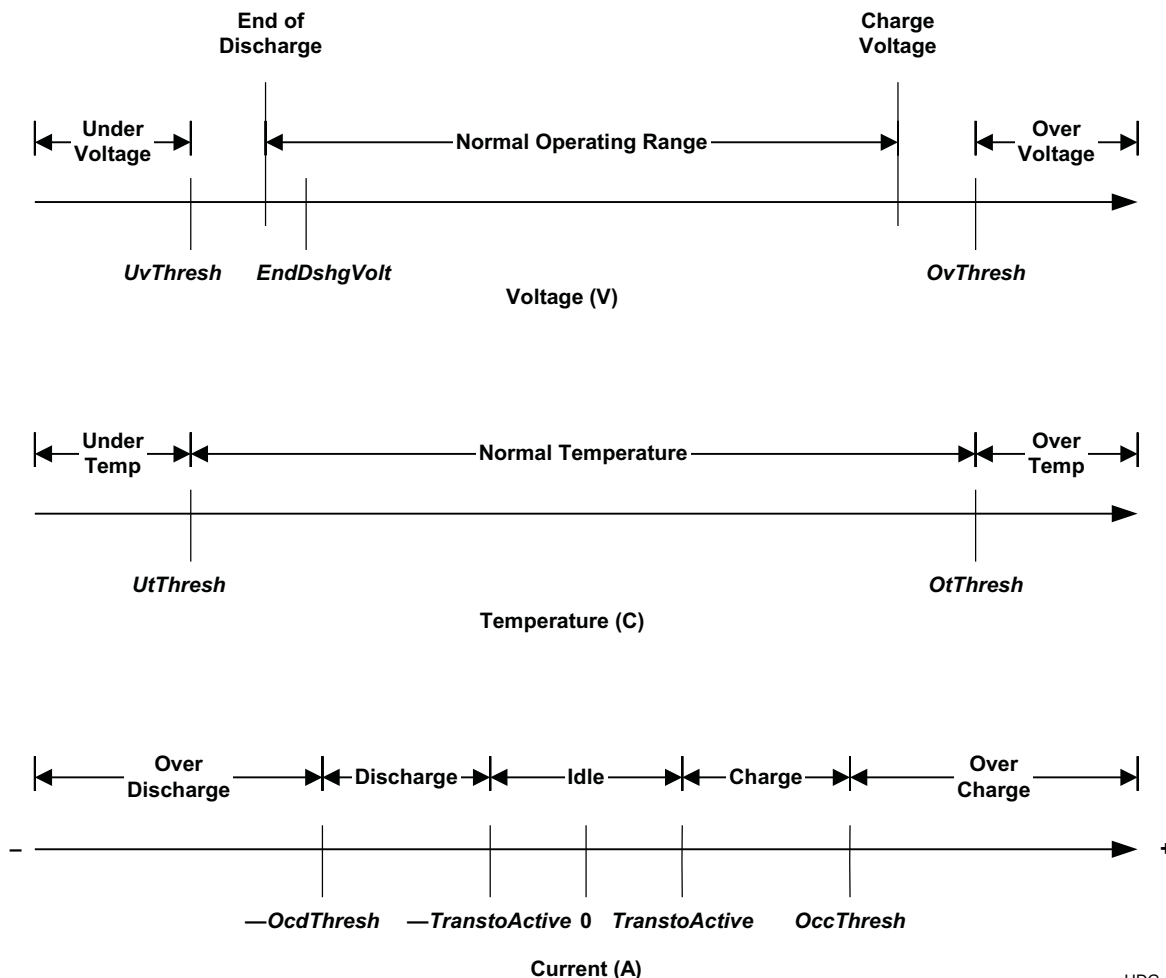 End of
Discharge
Charge
Voltage
Under
Voltage
Normal Operating Range
Over
Voltage
UvThresh
EndDshgVolt
OvThresh
Voltage (V)
Under
Temp
Normal Temperature
Over
Temp
UtThresh
OtThresh
Temperature (C)
Over
Discharge
Discharge
Idle
Charge
Over
Charge
–
+
—OcdThresh
—TranstoActive
0
TranstoActive
OccThresh
Current (A)